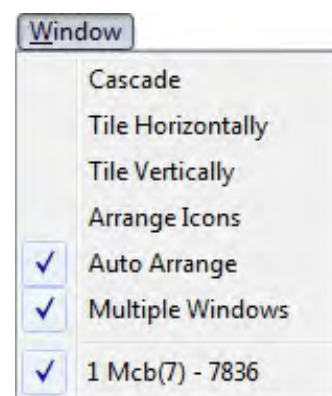 Window
Cascade
Tile Horizontally
Tile Vertically
Arrange Icons
Auto Arrange
Multiple Windows
1 Mcb(7) - 7836